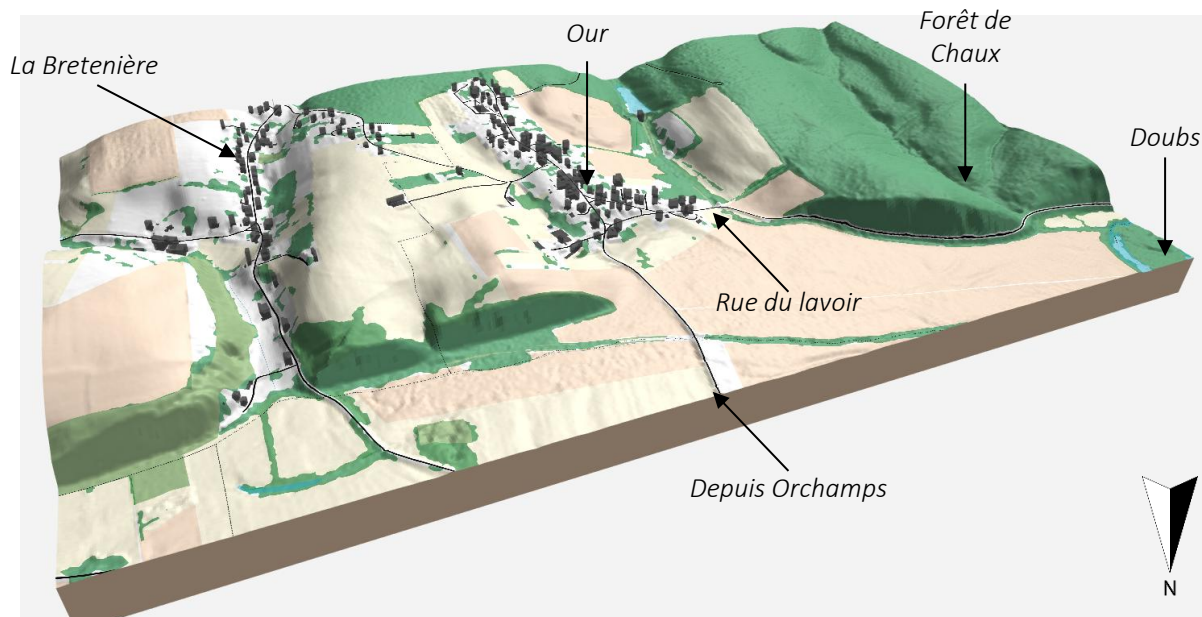 La Bretenière
Our
Forêt de
Chaux
Doubs
Rue du lavoir
Depuis Orchamps
N